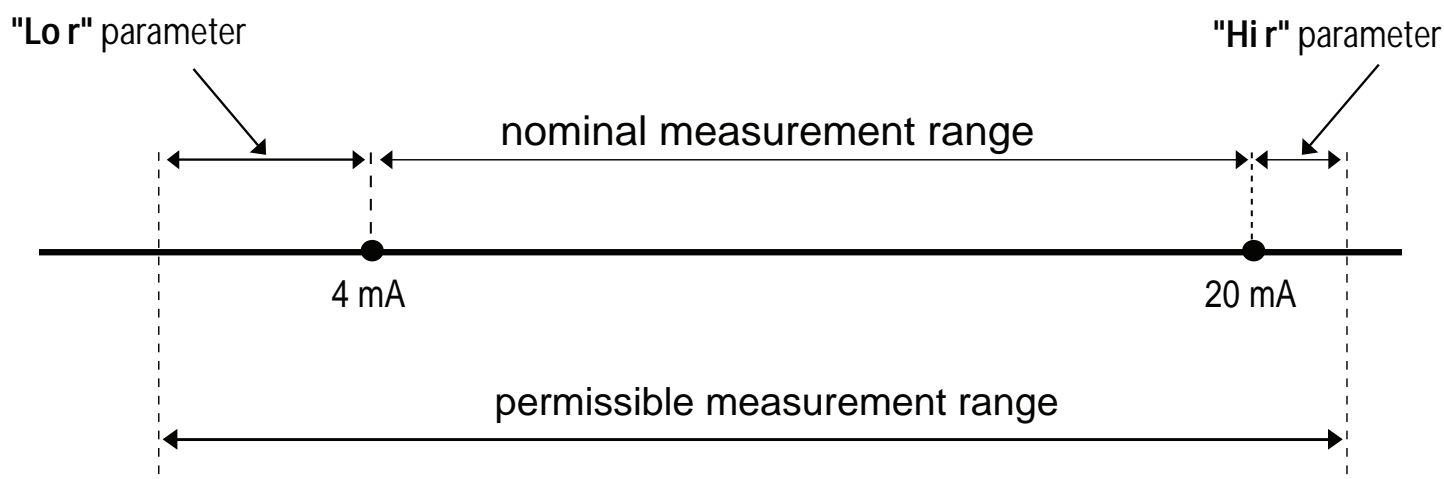 "Lo r" parameter
"Hi r" parameter
nominal measurement range
4 mA
20 mA
permissible measurement range